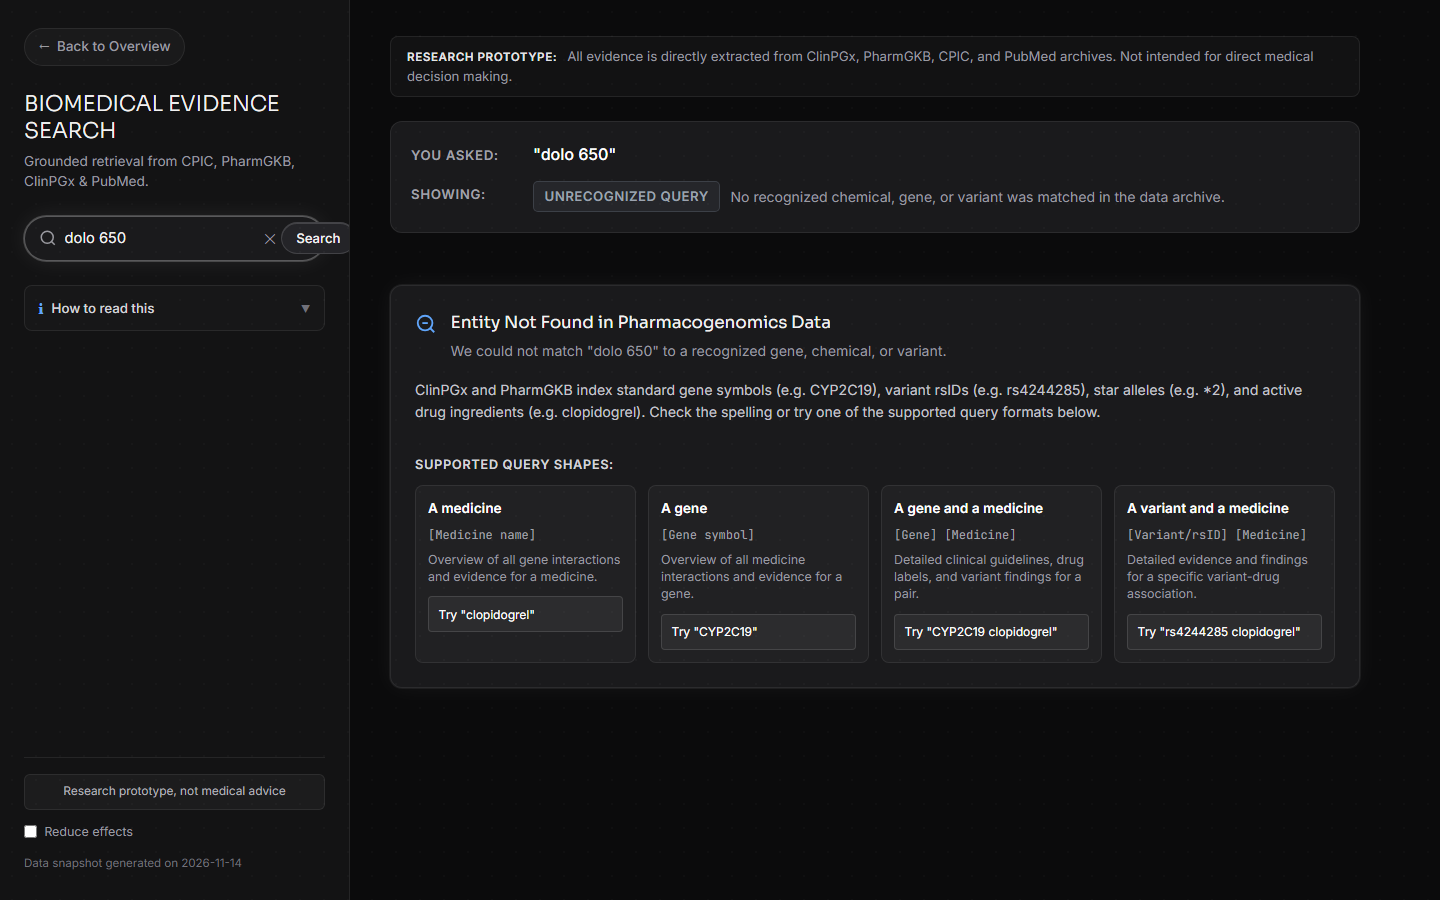 ← Back to Overview
BIOMEDICAL EVIDENCE
SEARCH
Grounded retrieval from CPIC, PharmGKB,
ClinPGx & PubMed.
dolo 650
Search
i How to read this
Research prototype, not medical advice
Reduce effects
Data snapshot generated on 2026-11-14
RESEARCH PROTOTYPE: All evidence is directly extracted from ClinPGx, PharmGKB, CPIC, and PubMed archives. Not intended for direct medical
decision making.
YOU ASKED: "dolo 650"
SHOWING: UNRECOGNIZED QUERY No recognized chemical, gene, or variant was matched in the data archive.
Entity Not Found in Pharmacogenomics Data
We could not match "dolo 650" to a recognized gene, chemical, or variant.
ClinPGx and PharmGKB index standard gene symbols (e.g. CYP2C19), variant rsIDs (e.g. rs4244285), star alleles (e.g. *2), and active
drug ingredients (e.g. clopidogrel). Check the spelling or try one of the supported query formats below.
SUPPORTED QUERY SHAPES:
A medicine
[Medicine name]
Overview of all gene interactions
and evidence for a medicine.
Try "clopidogrel"
A gene
[Gene symbol]
Overview of all medicine
interactions and evidence for a
gene.
Try "CYP2C19"
A gene and a medicine
[Gene] [Medicine]
Detailed clinical guidelines, drug
labels, and variant findings for a
pair.
Try "CYP2C19 clopidogrel"
A variant and a medicine
[Variant/rsID] [Medicine]
Detailed evidence and findings
for a specific variant-drug
association.
Try "rs4244285 clopidogrel"